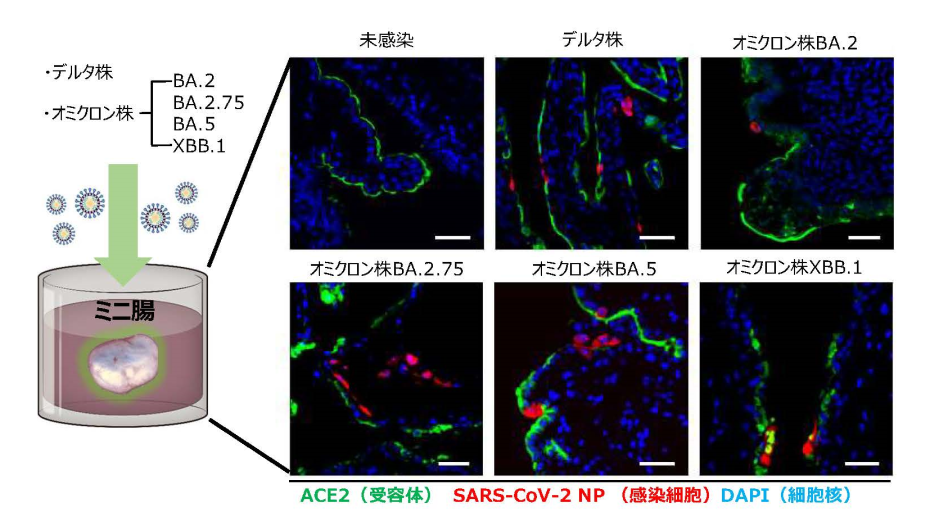 ・デルタ株
・オミクロン株
BA.2
BA.2.75
BA.5
XBB.1
ミニ腸
未感染
デルタ株
オミクロン株BA.2
オミクロン株BA.2.75
オミクロン株BA.5
オミクロン株XBB.1
ACE2（受容体） SARS-CoV-2 NP （感染細胞） DAPI（細胞核）